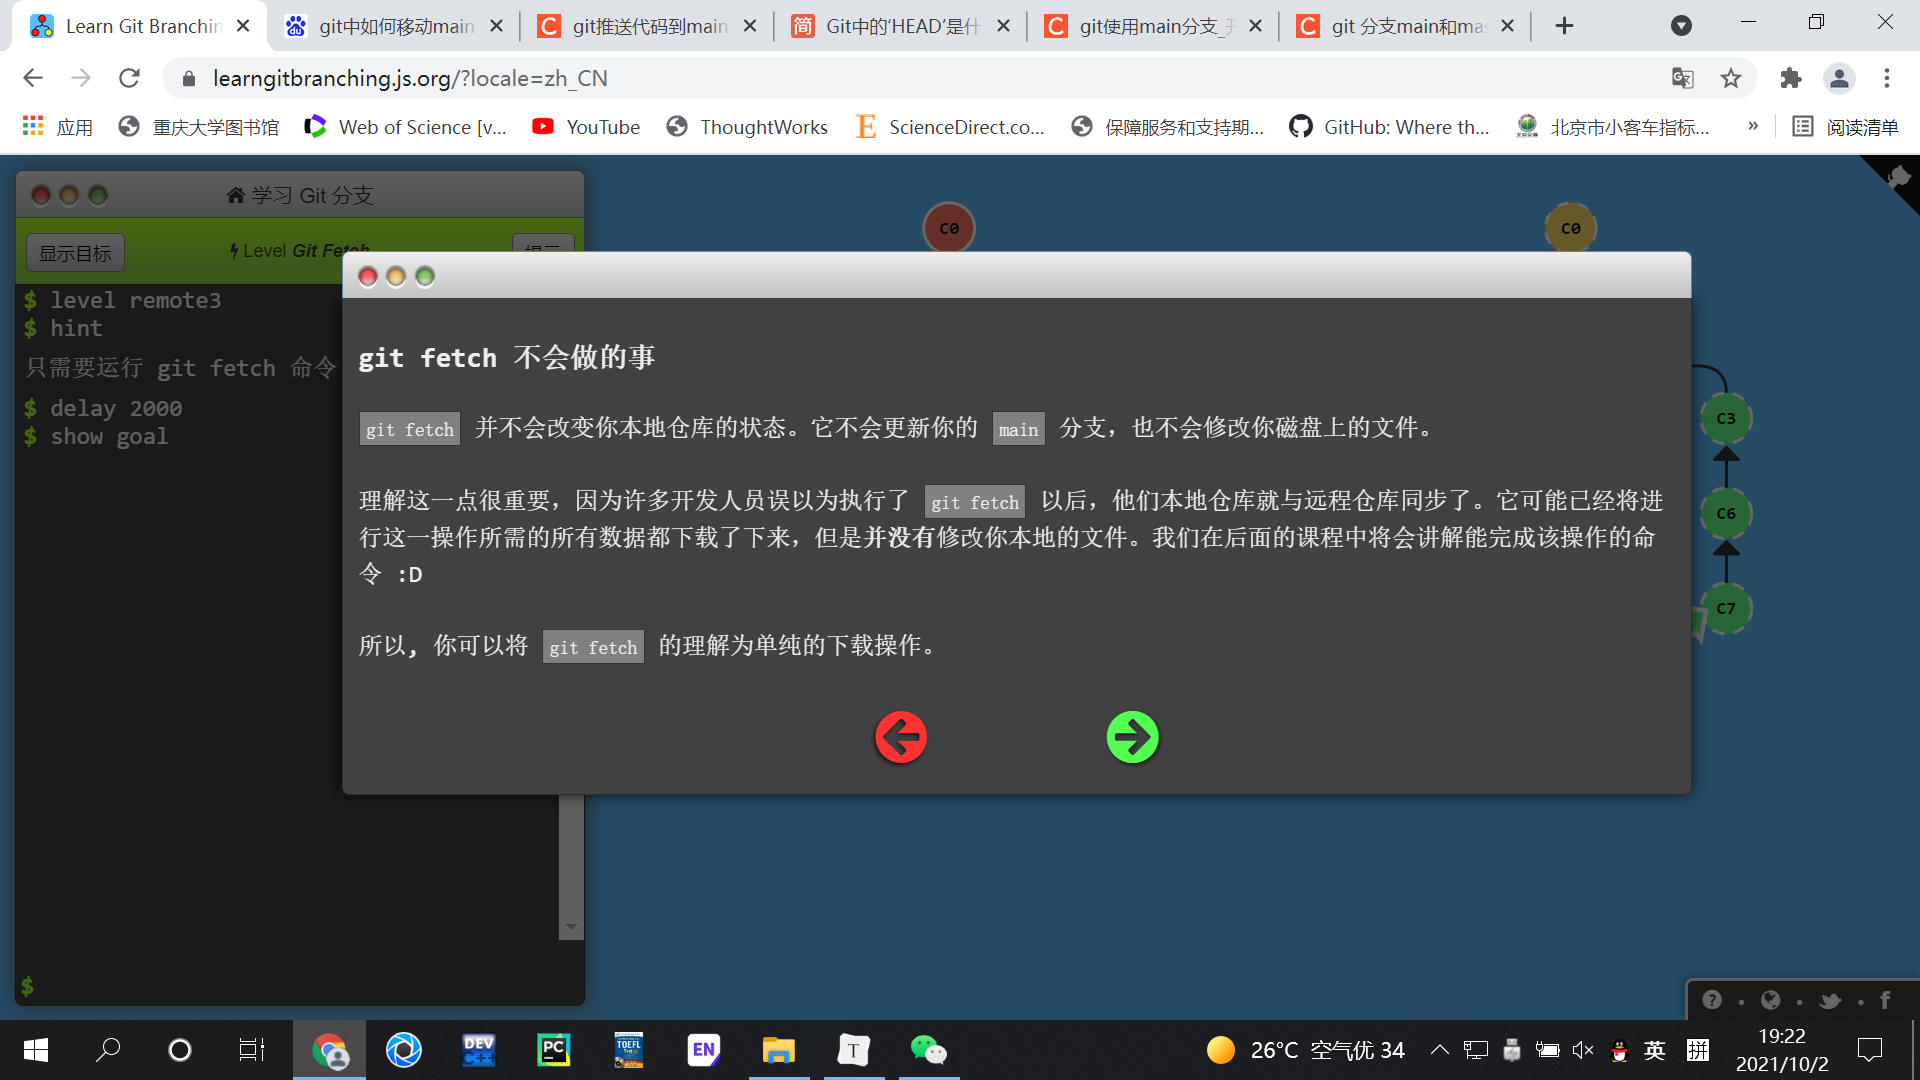 Learn Git Branchin
git中如何移动main
git推送代码到main
Git中的‘HEAD’是什
git使用main分支_开
git 分支main和mas
learngitbranching.js.org/?locale=zh_CN
应用
重庆大学图书馆
Web of Science [v...
YouTube
ThoughtWorks
ScienceDirect.co...
保障服务和支持期...
GitHub: Where th...
北京市小客车指标...
»
阅读清单
学习 Git 分支
显示目标
Level Git Fetch
$ level remote3
$ hint
只需要运行 git fetch 命令
$ delay 2000
$ show goal
$
C0
C0
C3
C6
C7
git fetch 不会做的事
git fetch 并不会改变你本地仓库的状态。它不会更新你的 main 分支，也不会修改你磁盘上的文件。
理解这一点很重要，因为许多开发人员误以为执行了 git fetch 以后，他们本地仓库就与远程仓库同步了。它可能已经将进
行这一操作所需的所有数据都下载了下来，但是并没有修改你本地的文件。我们在后面的课程中将会讲解能完成该操作的命
令 :D
所以, 你可以将 git fetch 的理解为单纯的下载操作。
DEV C++
PC
TOEFL
EN
T
26°C 空气优 34
英
拼
19:22
2021/10/2